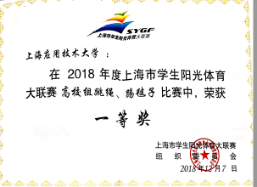 SYGF
上海市学生阳光体育大联赛
上海应用技术大学：
在 2018 年度上海市学生阳光体育
大联赛高校组跳绳、踢毽子比赛中，荣获
一等奖
上海市学生阳光体育大联赛
组织委员会
2018年12月7日